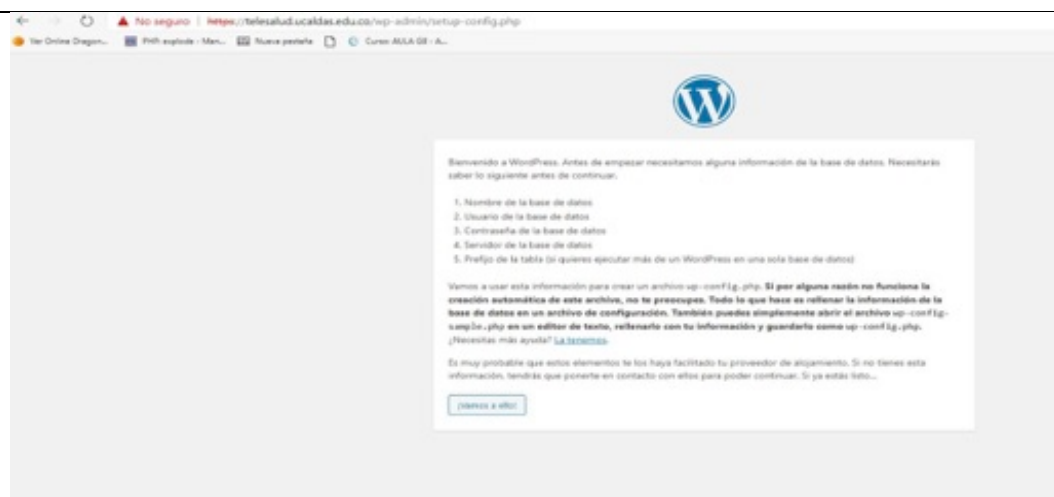 No seguro | https://telesalud.ucaldas.edu.co/wp-admin/setup-config.php
Ver Online Dragon... PHP: explode - Man... Nueva pestaña Curso: AULA GII - A...
W
Bienvenido a WordPress. Antes de empezar necesitamos alguna información de la base de datos. Necesitarás
saber lo siguiente antes de continuar.
1. Nombre de la base de datos
2. Usuario de la base de datos
3. Contraseña de la base de datos
4. Servidor de la base de datos
5. Prefijo de la tabla (si quieres ejecutar más de un WordPress en una sola base de datos)
Vamos a usar esta información para crear un archivo wp-config.php. Si por alguna razón no funciona la
creación automática de este archivo, no te preocupes. Todo lo que hace es rellenar la información de la
base de datos en un archivo de configuración. También puedes simplemente abrir el archivo wp-config-
sample.php en un editor de texto, rellenarlo con tu información y guardarlo como wp-config.php.
¿Necesitas más ayuda? La tenemos.
Es muy probable que estos elementos te los haya facilitado tu proveedor de alojamiento. Si no tienes esta
información, tendrás que ponerte en contacto con ellos para poder continuar. Si ya estás listo...
¡Vamos a ello!